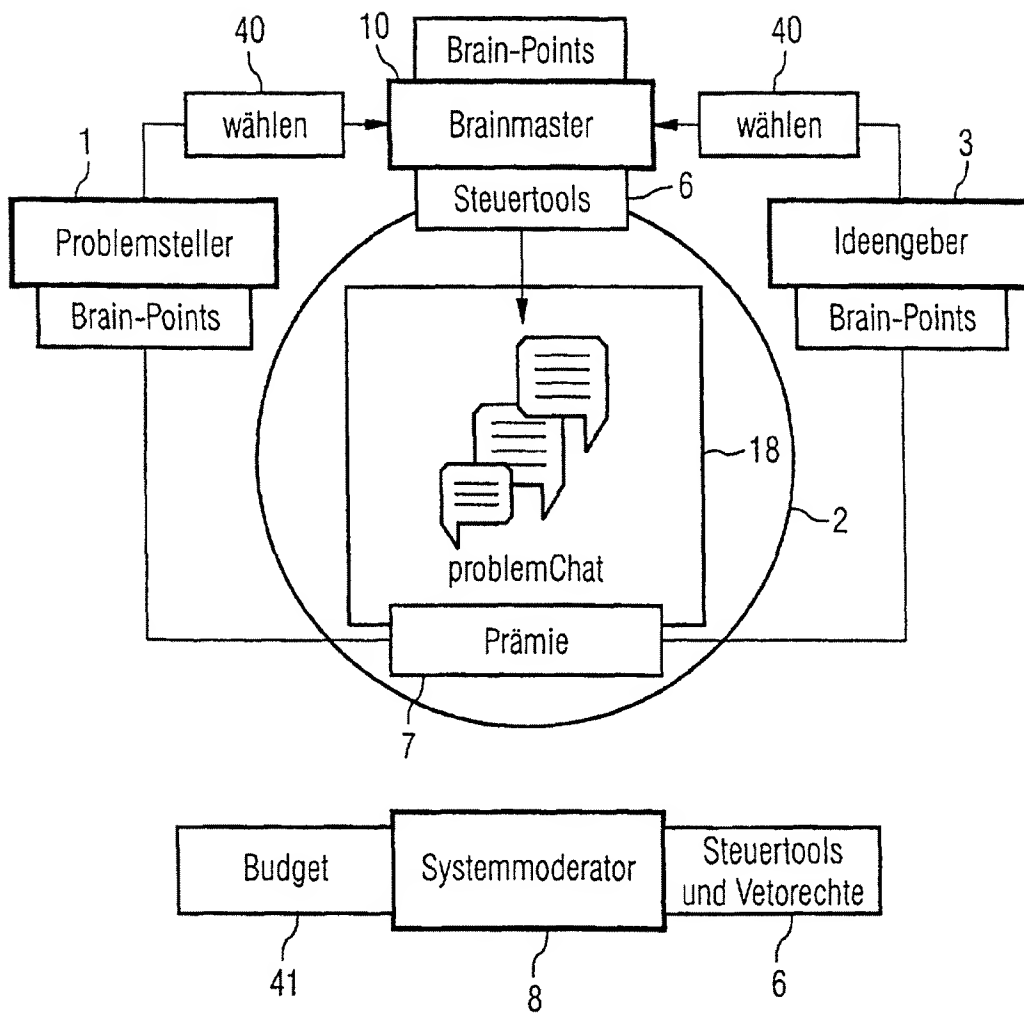 40
10
Brain-Points
40
wählen
Brainmaster
wählen
1
3
Steuertools
6
Problemsteller
Ideengeber
Brain-Points
Brain-Points
18
2
problemChat
Prämie
7
Budget
Systemmoderator
Steuertools
und Vetorechte
41
8
6